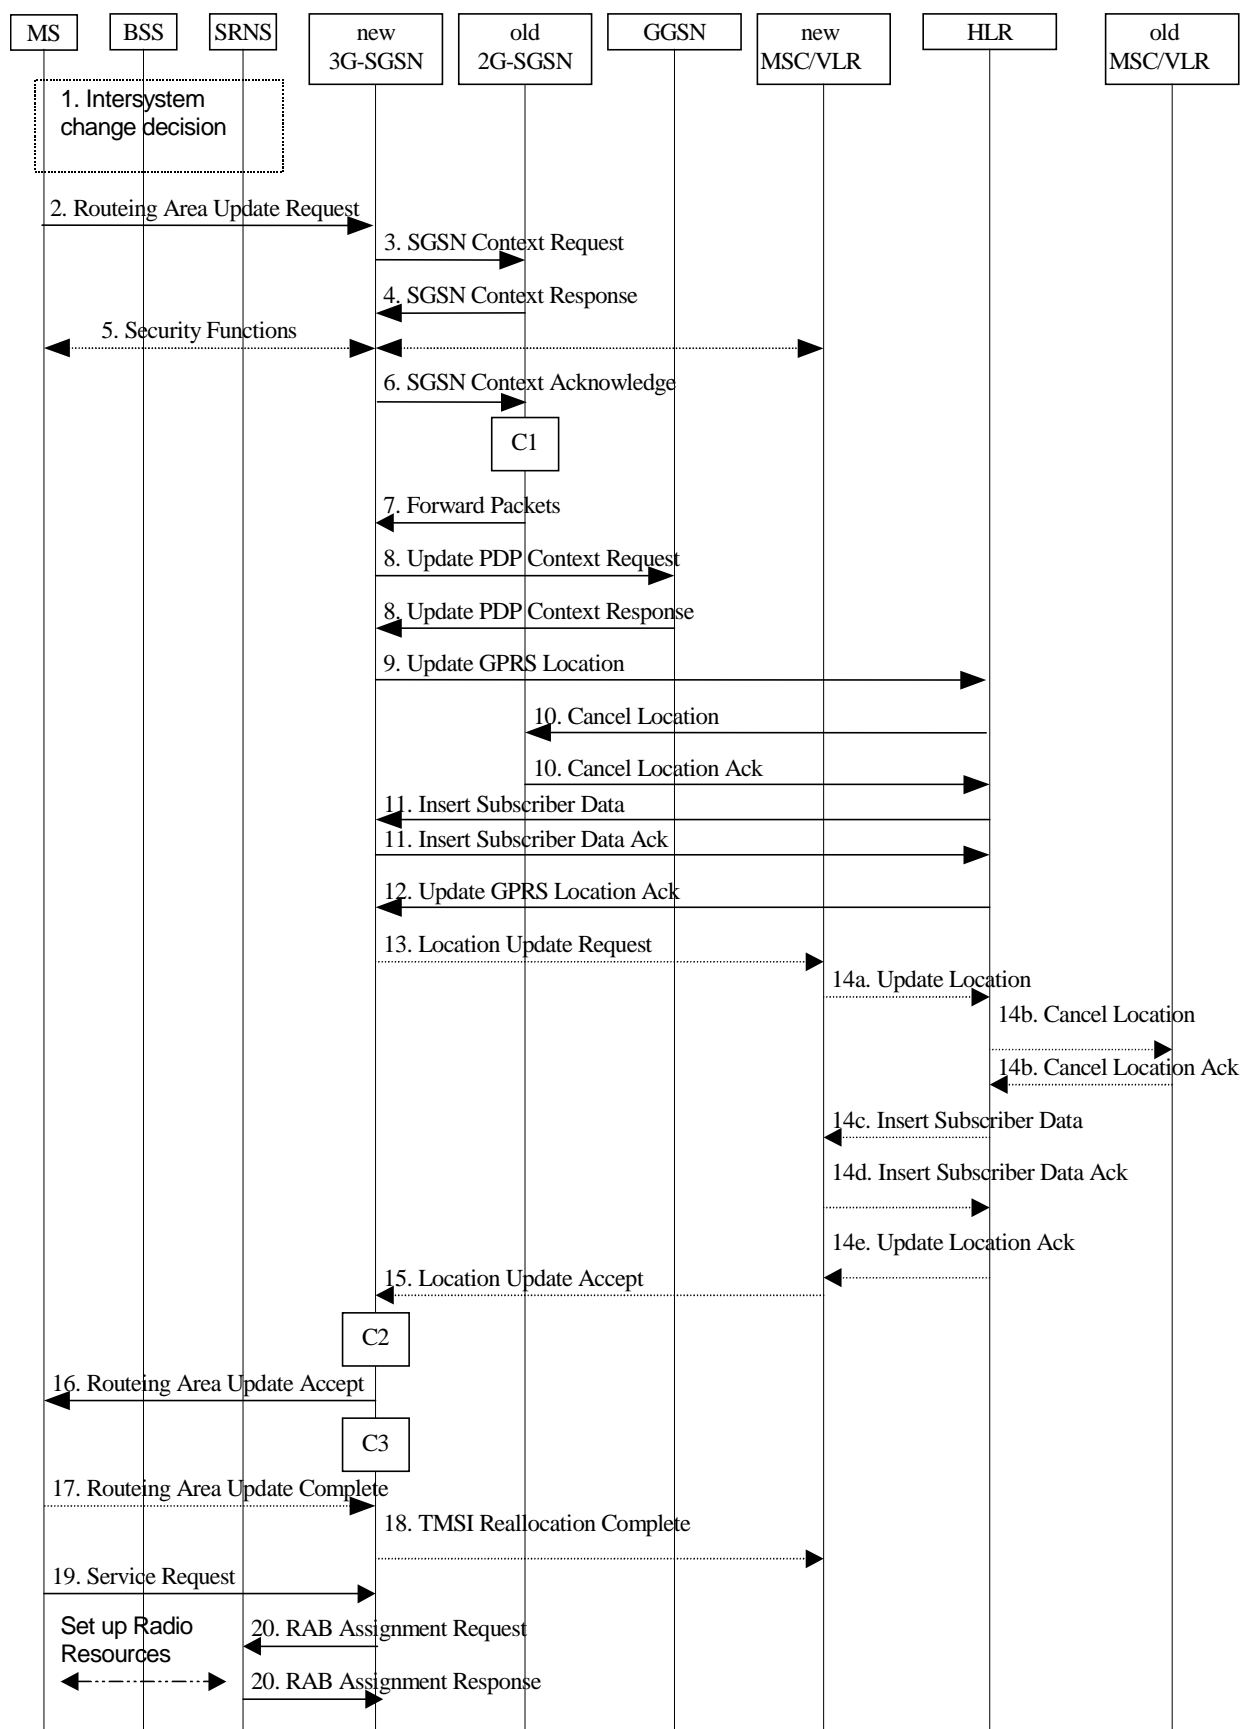 MS
BSS
SRNS
new
3G-SGSN
old
2G-SGSN
GGSN
new
MSC/VLR
HLR
old
MSC/VLR
1. Intersystem
change decision
2. Routeing Area Update Request
3. SGSN Context Request
4. SGSN Context Response
5. Security Functions
6. SGSN Context Acknowledge
C1
7. Forward Packets
8. Update PDP Context Request
8. Update PDP Context Response
9. Update GPRS Location
10. Cancel Location
10. Cancel Location Ack
11. Insert Subscriber Data
11. Insert Subscriber Data Ack
12. Update GPRS Location Ack
13. Location Update Request
14a. Update Location
14b. Cancel Location
14b. Cancel Location Ack
14c. Insert Subscriber Data
14d. Insert Subscriber Data Ack
14e. Update Location Ack
15. Location Update Accept
C2
16. Routeing Area Update Accept
C3
17. Routeing Area Update Complete
18. TMSI Reallocation Complete
19. Service Request
Set up Radio
Resources
20. RAB Assignment Request
20. RAB Assignment Response